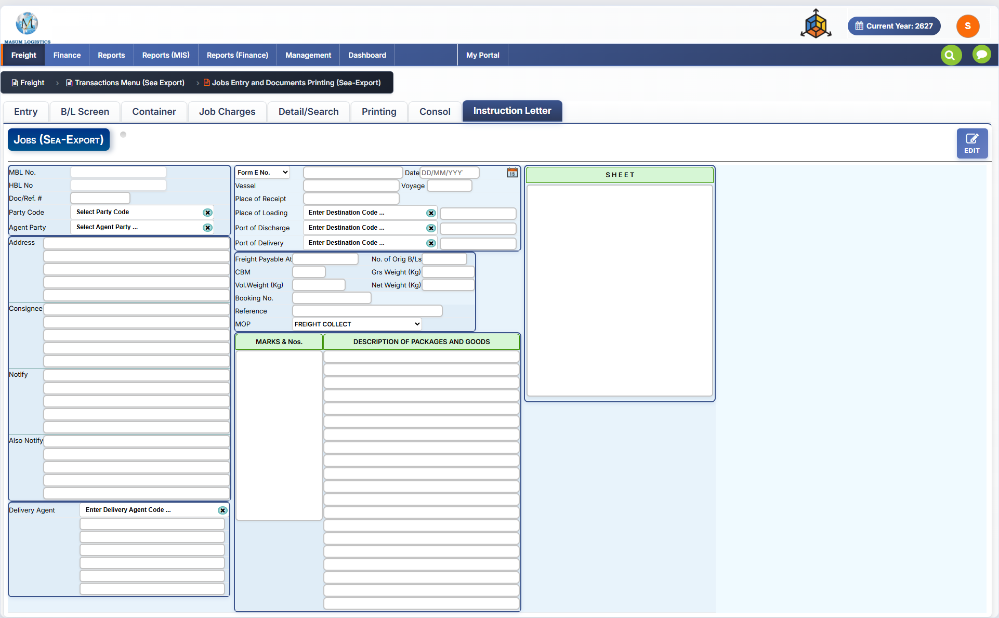 MASUM LOGISTICS
Current Year: 2627
S
Freight
Finance
Reports
Reports (MIS)
Reports (Finance)
Management
Dashboard
My Portal
Freight
Transactions Menu (Sea Export)
Jobs Entry and Documents Printing (Sea-Export)
Entry
B/L Screen
Container
Job Charges
Detail/Search
Printing
Consol
Instruction Letter
Jobs (Sea-Export)
EDIT
MBL No.
HBL No
Doc/Ref. #
Party Code
Select Party Code
Agent Party
Select Agent Party ...
Address
Consignee
Notify
Also Notify
Delivery Agent
Enter Delivery Agent Code ...
Form E No.
Date
DD/MM/YYY
15
Vessel
Voyage
Place of Receipt
Place of Loading
Enter Destination Code ...
Port of Discharge
Enter Destination Code ...
Port of Delivery
Enter Destination Code ...
Freight Payable At
No. of Orig B/Ls
CBM
Grs Weight (Kg)
Vol.Weight (Kg)
Net Weight (Kg)
Booking No.
Reference
MOP
FREIGHT COLLECT
MARKS & Nos.
DESCRIPTION OF PACKAGES AND GOODS
SHEET